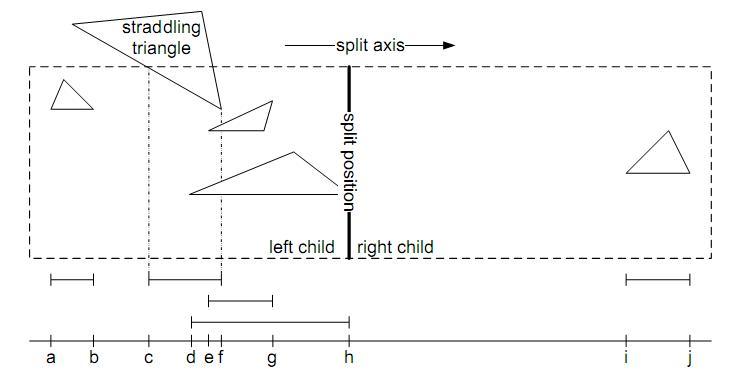 straddling
triangle
split axis
split position
left child
right child
a b c d e f g h i j